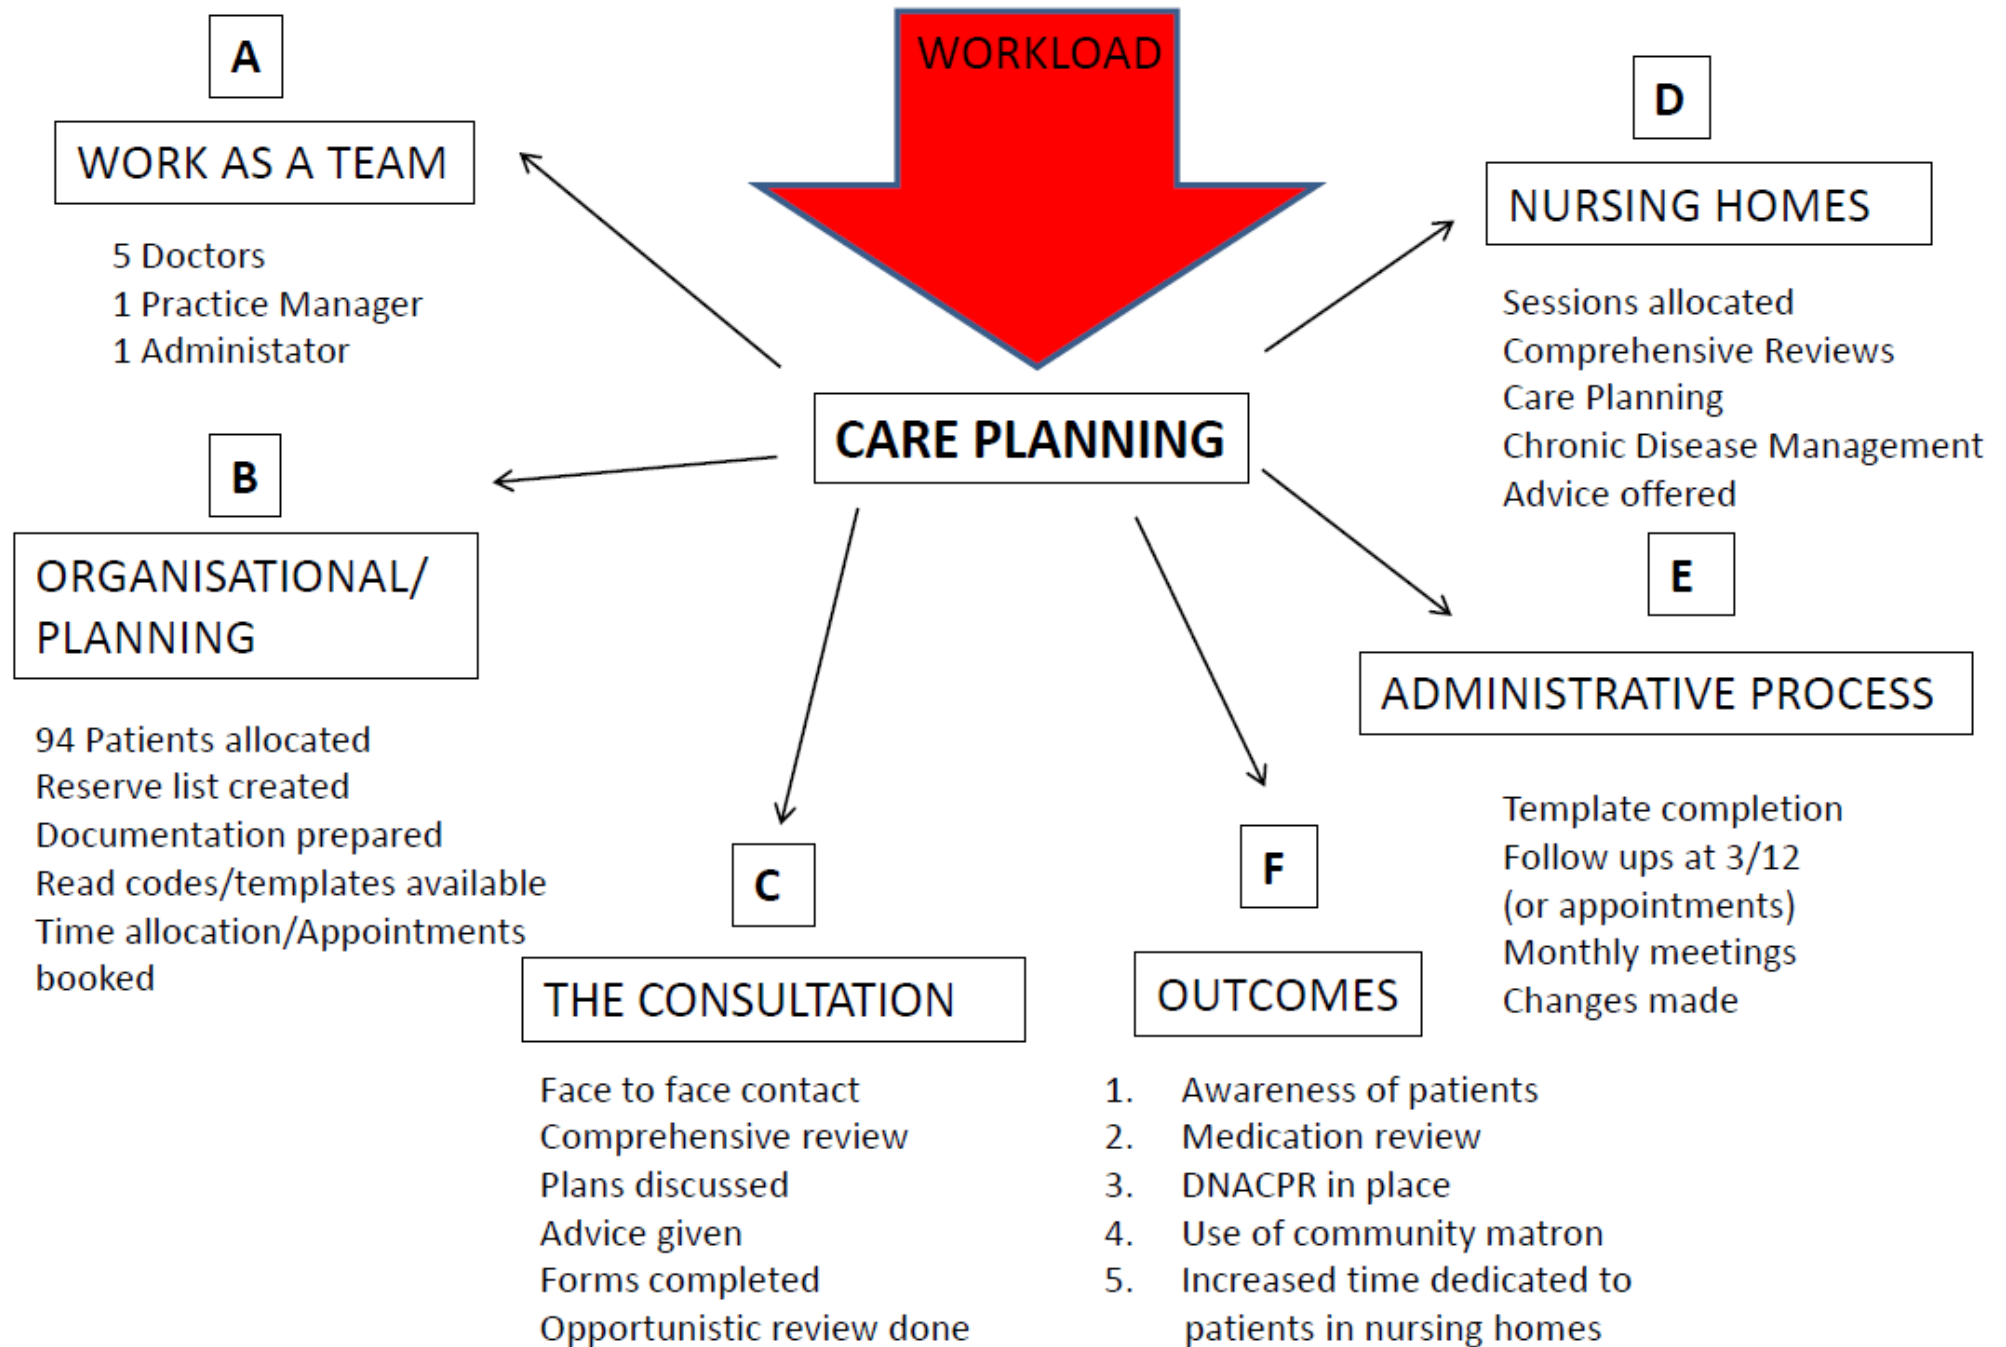 WORKLOAD
CARE PLANNING
A
WORK AS A TEAM
5 Doctors
1 Practice Manager
1 Administator
B
ORGANISATIONAL/
PLANNING
94 Patients allocated
Reserve list created
Documentation prepared
Read codes/templates available
Time allocation/Appointments
booked
C
THE CONSULTATION
Face to face contact
Comprehensive review
Plans discussed
Advice given
Forms completed
Opportunistic review done
D
NURSING HOMES
Sessions allocated
Comprehensive Reviews
Care Planning
Chronic Disease Management
Advice offered
E
ADMINISTRATIVE PROCESS
Template completion
Follow ups at 3/12
(or appointments)
Monthly meetings
Changes made
F
OUTCOMES
1. Awareness of patients
2. Medication review
3. DNACPR in place
4. Use of community matron
5. Increased time dedicated to
patients in nursing homes